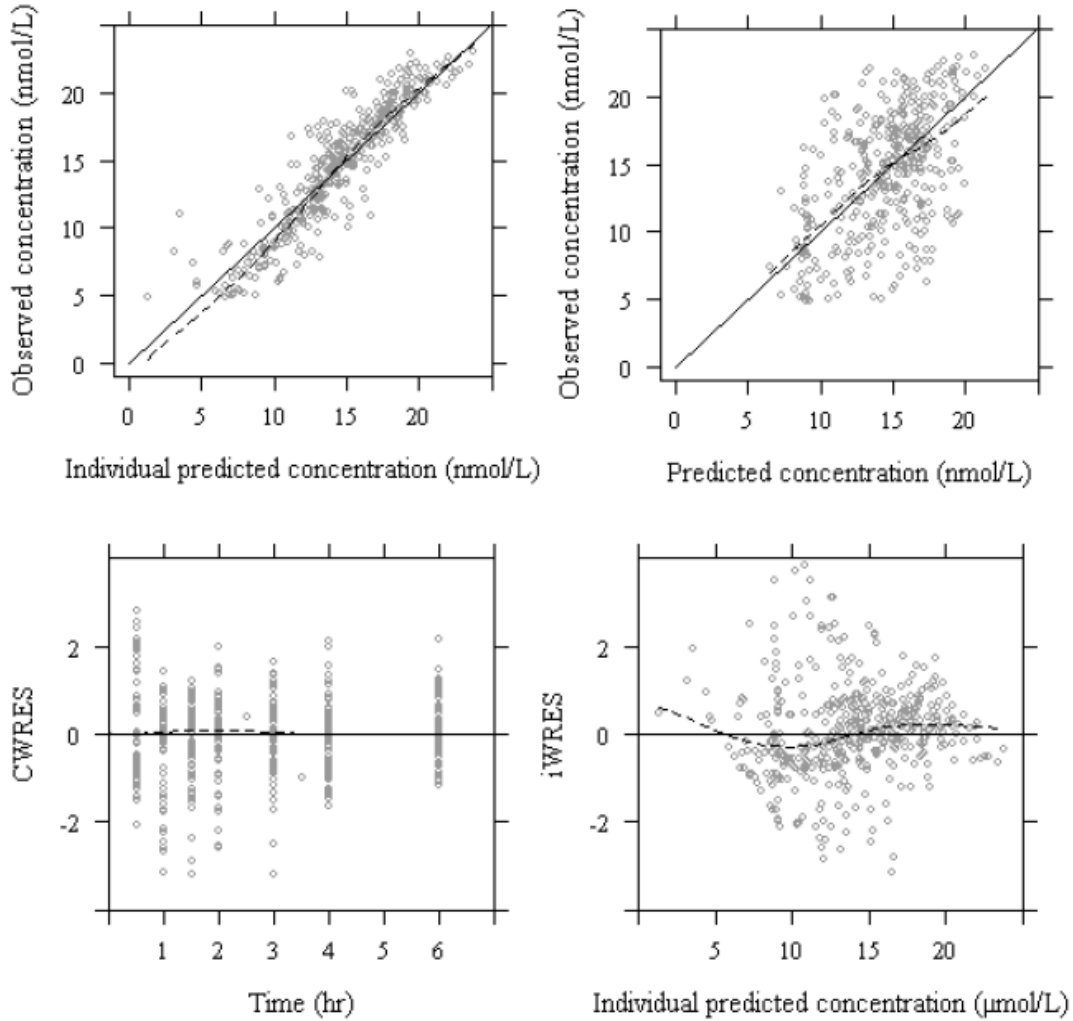 Observed concentration (nmol/L)
20
15
10
5
0
0 5 10 15 20
Individual predicted concentration (nmol/L)
Observed concentration (nmol/L)
20
15
10
5
0
0 5 10 15 20
Predicted concentration (nmol/L)
CWRES
2
0
-2
1 2 3 4 5 6
Time (hr)
iWRES
2
0
-2
5 10 15 20
Individual predicted concentration (μmol/L)